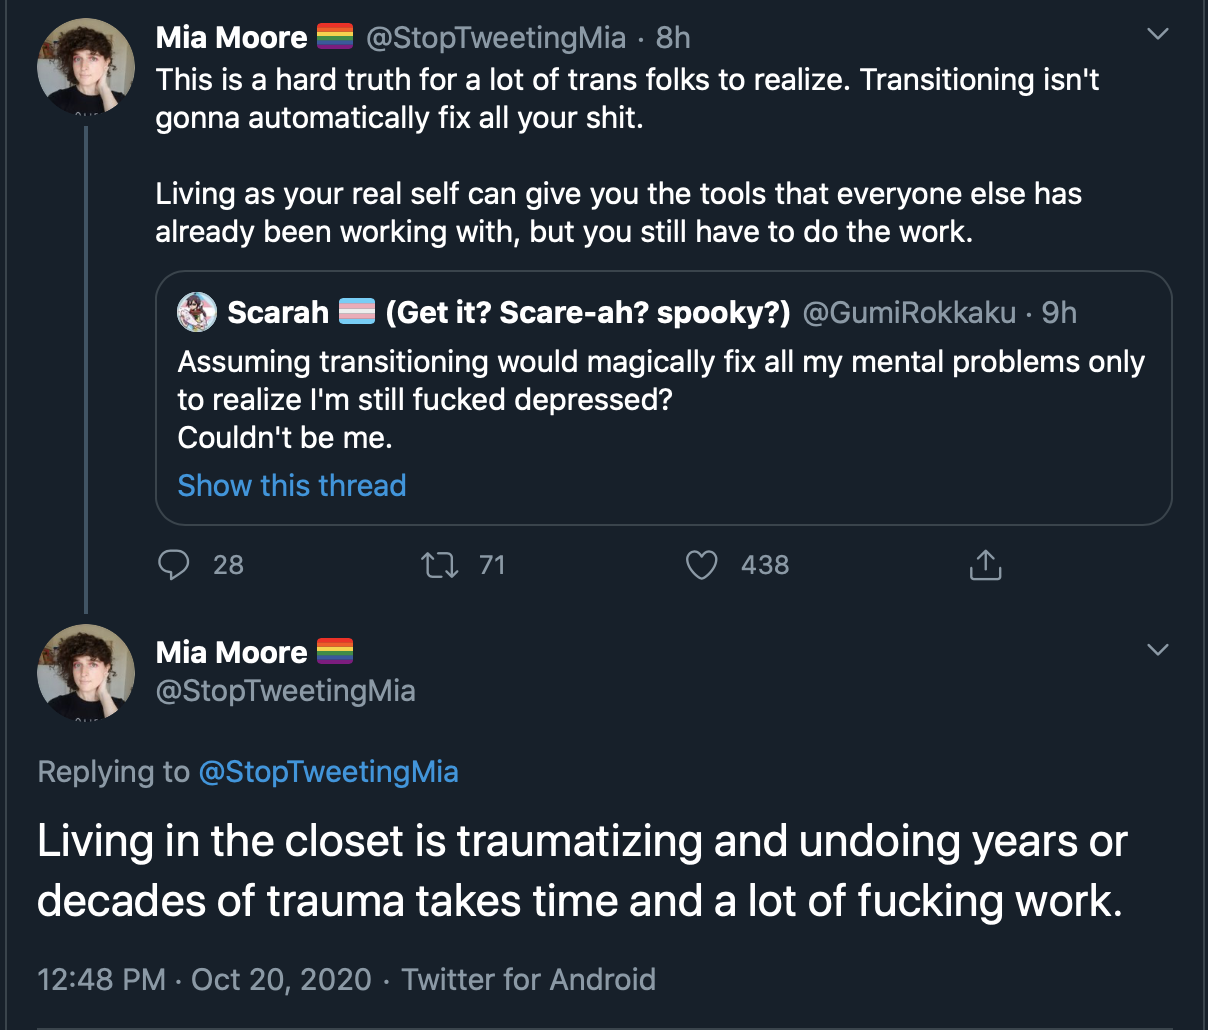 Mia Moore 🏳️‍🌈 @StopTweetingMia · 8h
This is a hard truth for a lot of trans folks to realize. Transitioning isn't
gonna automatically fix all your shit.
Living as your real self can give you the tools that everyone else has
already been working with, but you still have to do the work.
Scarah 🏳️‍⚧️ (Get it? Scare-ah? spooky?) @GumiRokkaku · 9h
Assuming transitioning would magically fix all my mental problems only
to realize I'm still fucked depressed?
Couldn't be me.
Show this thread
28 71 438
Mia Moore 🏳️‍🌈
@StopTweetingMia
Replying to @StopTweetingMia
Living in the closet is traumatizing and undoing years or
decades of trauma takes time and a lot of fucking work.
12:48 PM · Oct 20, 2020 · Twitter for Android